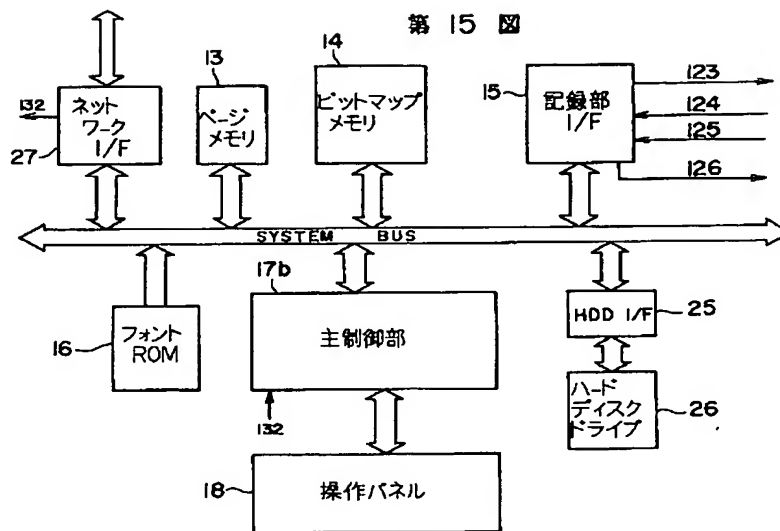 第 15 図
132
ネット
ワーク
I/F
27
13
ページ
メモリ
14
ビットマップ
メモリ
15
記録部
I/F
123
124
125
126
SYSTEM BUS
16
フォント
ROM
17b
主制御部
132
HDD I/F
25
ハード
ディスク
ドライブ
26
18
操作パネル